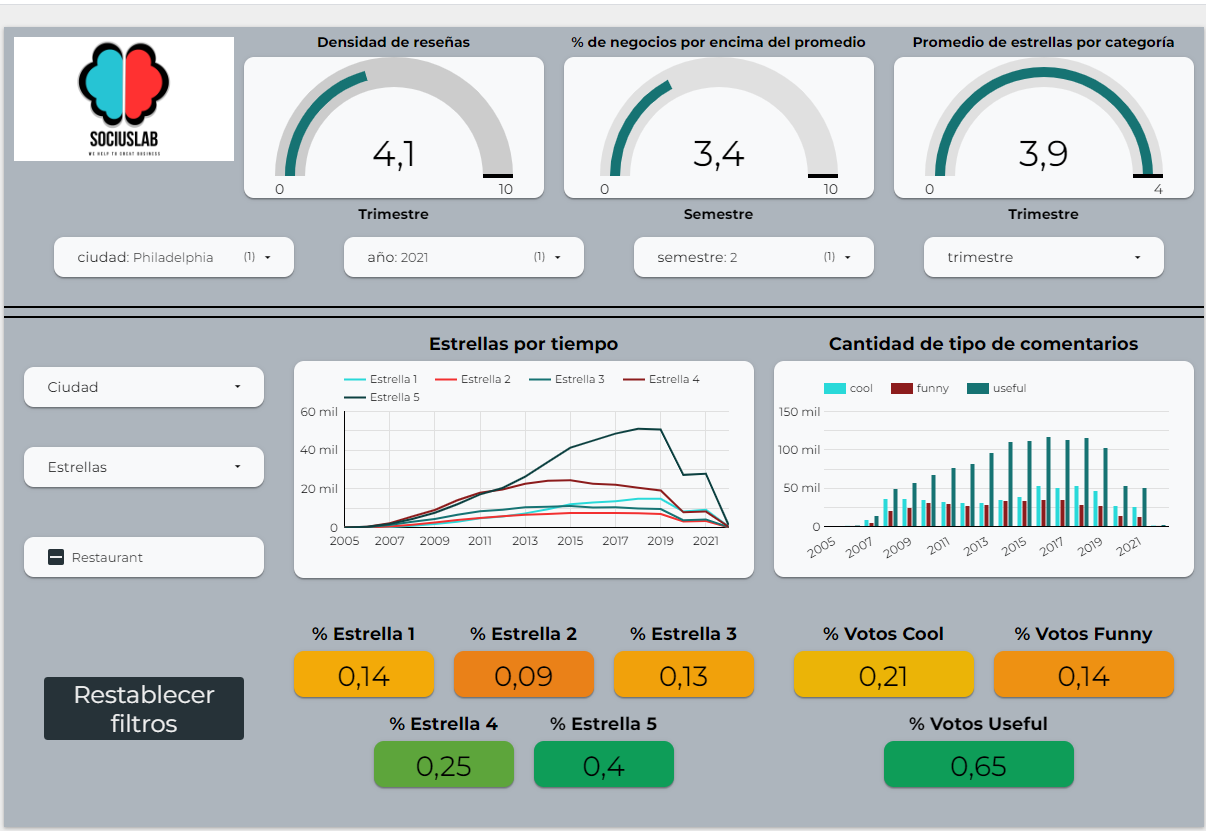 SOCIUSLAB
WE HELP TO GREAT BUSINESS
Densidad de reseñas
4,1
0
10
Trimestre
% de negocios por encima del promedio
3,4
0
10
Semestre
Promedio de estrellas por categoría
3,9
0
4
Trimestre
ciudad: Philadelphia (1)
año: 2021 (1)
semestre: 2 (1)
trimestre
Ciudad
Estrellas
Restaurant
Restablecer
filtros
Estrellas por tiempo
Estrella 1 Estrella 2 Estrella 3 Estrella 4
Estrella 5
60 mil
40 mil
20 mil
0
2005 2007 2009 2011 2013 2015 2017 2019 2021
Cantidad de tipo de comentarios
cool funny useful
150 mil
100 mil
50 mil
0
2005 2007 2009 2011 2013 2015 2017 2019 2021
% Estrella 1
0,14
% Estrella 2
0,09
% Estrella 3
0,13
% Estrella 4
0,25
% Estrella 5
0,4
% Votos Cool
0,21
% Votos Funny
0,14
% Votos Useful
0,65